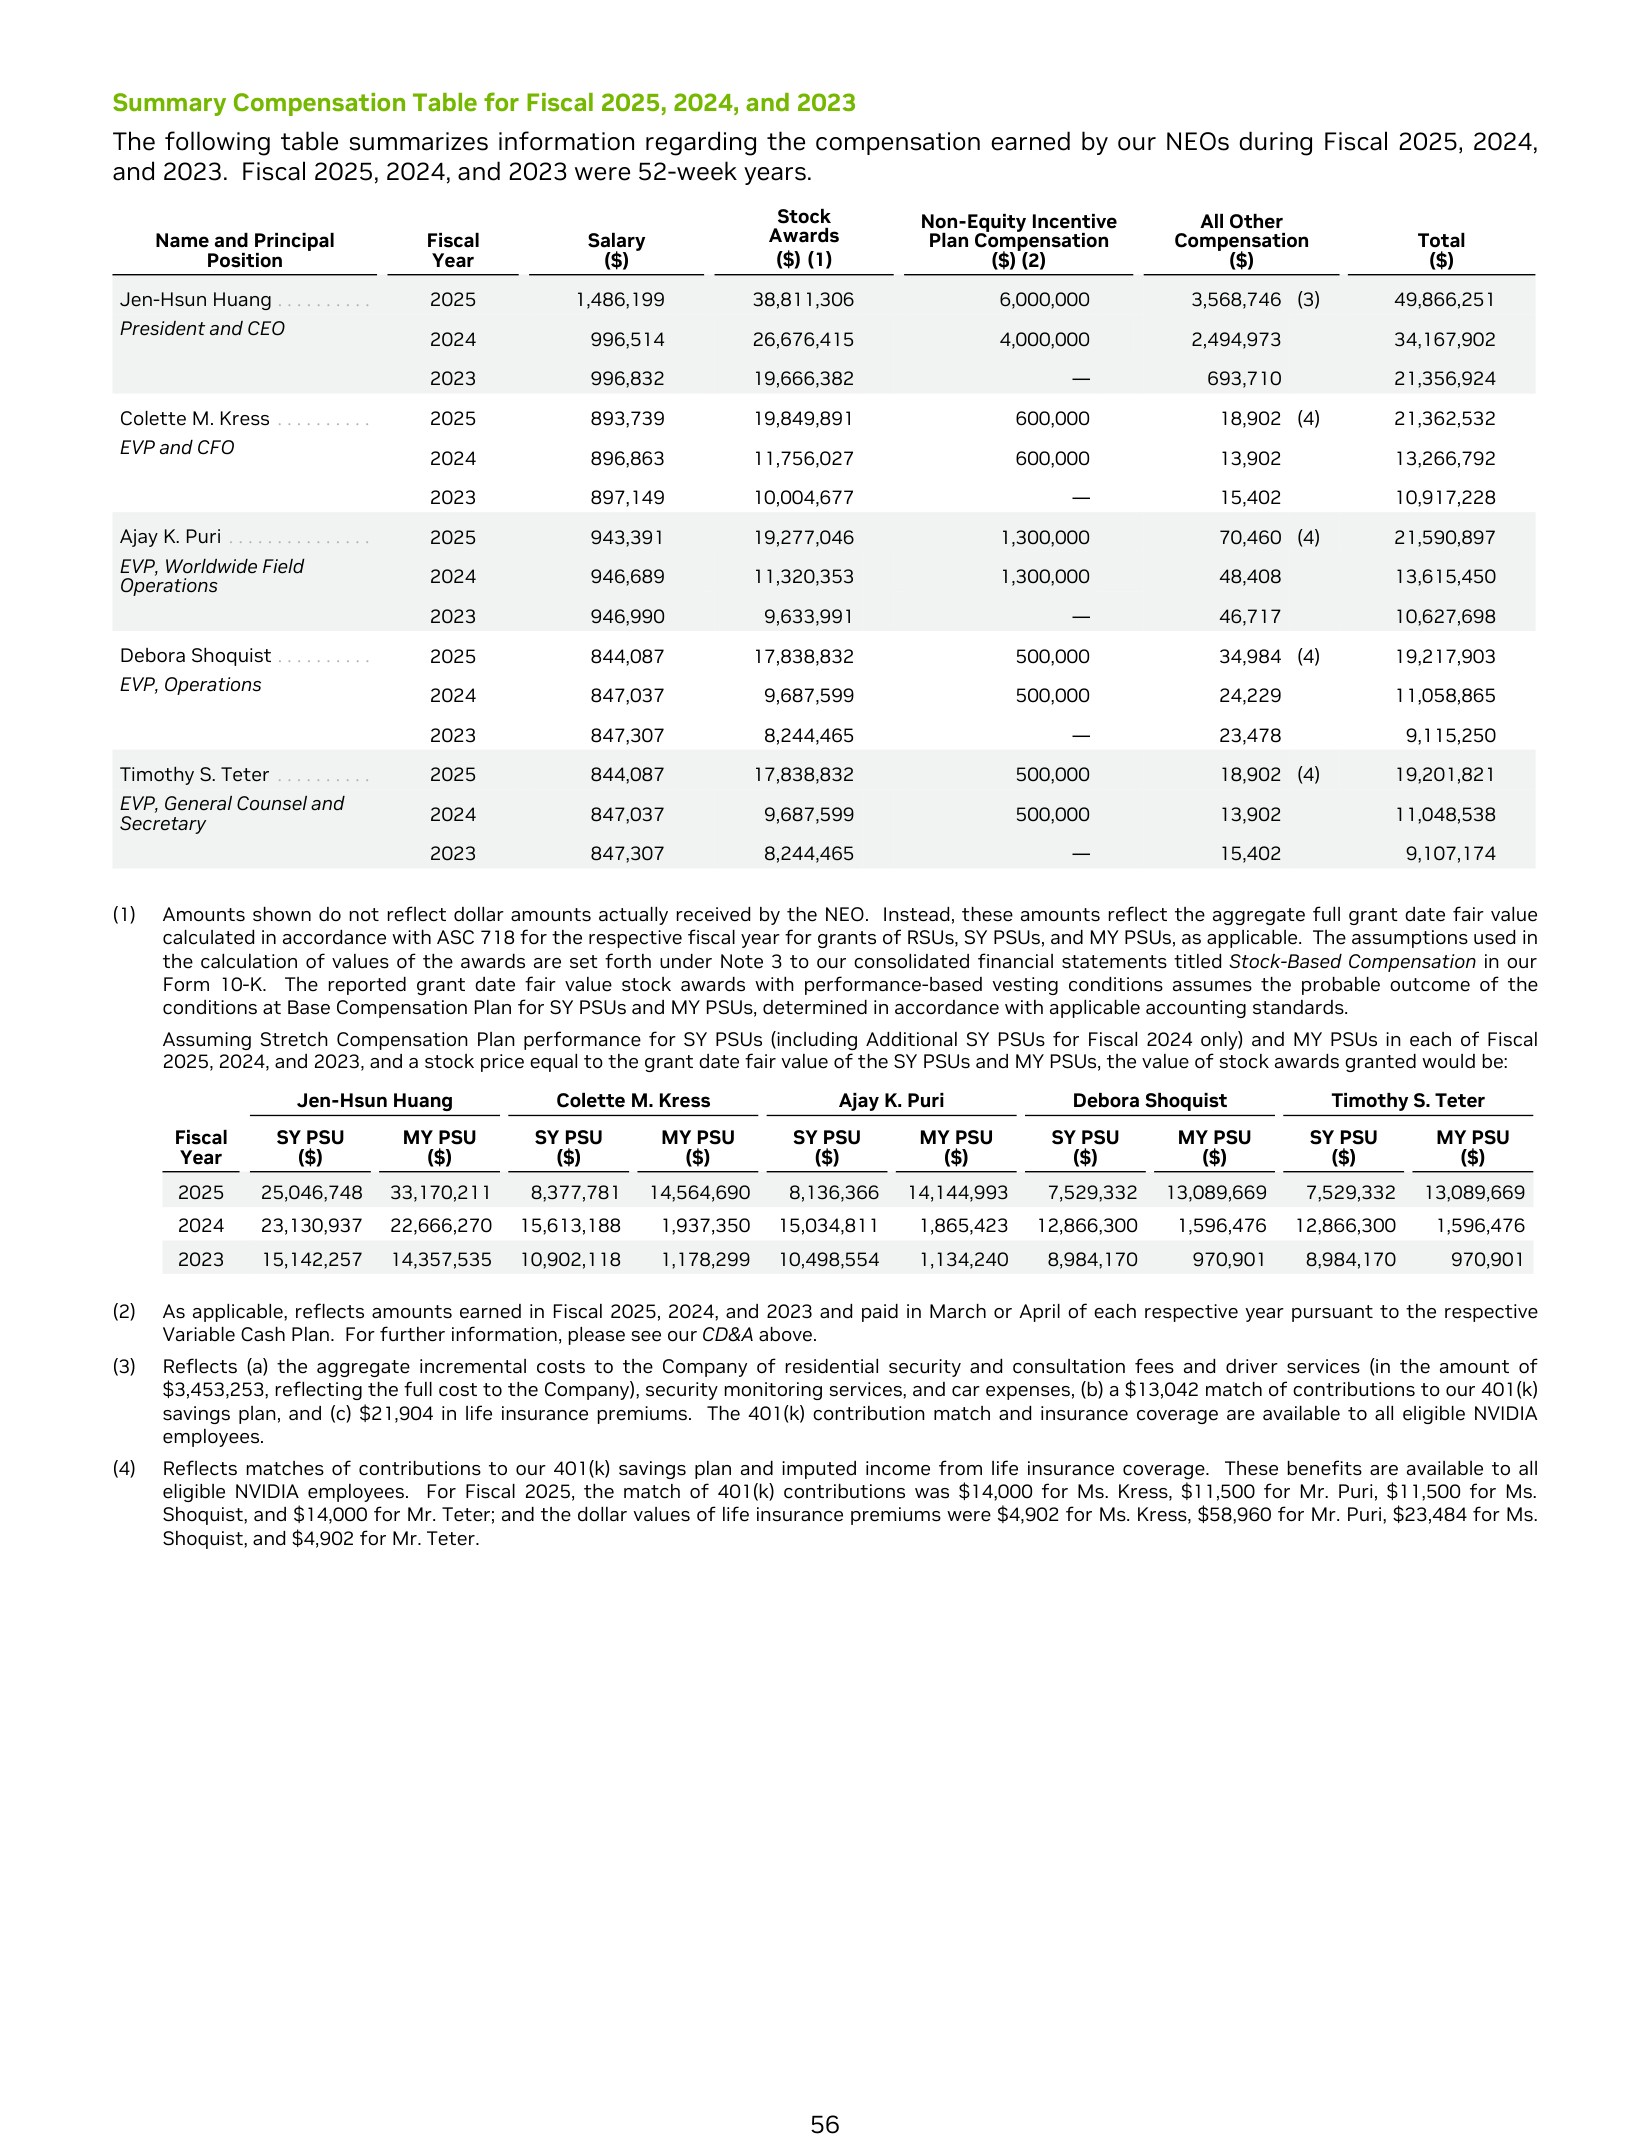 Summary Compensation Table for Fiscal 2025, 2024, and 2023
The following table summarizes information regarding the compensation earned by our NEOs during Fiscal 2025, 2024,
and 2023. Fiscal 2025, 2024, and 2023 were 52-week years.
Name and Principal Position Fiscal Year Salary ($) Stock Awards ($) (1) Non-Equity Incentive Plan Compensation ($) (2) All Other Compensation ($) Total ($)
Jen-Hsun Huang . . . . . . . . . . 2025 1,486,199 38,811,306 6,000,000 3,568,746 (3) 49,866,251
President and CEO
2024 996,514 26,676,415 4,000,000 2,494,973 34,167,902
2023 996,832 19,666,382 — 693,710 21,356,924
Colette M. Kress . . . . . . . . . . 2025 893,739 19,849,891 600,000 18,902 (4) 21,362,532
EVP and CFO
2024 896,863 11,756,027 600,000 13,902 13,266,792
2023 897,149 10,004,677 — 15,402 10,917,228
Ajay K. Puri . . . . . . . . . . . . . . . 2025 943,391 19,277,046 1,300,000 70,460 (4) 21,590,897
EVP, Worldwide Field
Operations
2024 946,689 11,320,353 1,300,000 48,408 13,615,450
2023 946,990 9,633,991 — 46,717 10,627,698
Debora Shoquist . . . . . . . . . . 2025 844,087 17,838,832 500,000 34,984 (4) 19,217,903
EVP, Operations
2024 847,037 9,687,599 500,000 24,229 11,058,865
2023 847,307 8,244,465 — 23,478 9,115,250
Timothy S. Teter . . . . . . . . . . 2025 844,087 17,838,832 500,000 18,902 (4) 19,201,821
EVP, General Counsel and
Secretary
2024 847,037 9,687,599 500,000 13,902 11,048,538
2023 847,307 8,244,465 — 15,402 9,107,174
(1) Amounts shown do not reflect dollar amounts actually received by the NEO. Instead, these amounts reflect the aggregate full grant date fair value
calculated in accordance with ASC 718 for the respective fiscal year for grants of RSUs, SY PSUs, and MY PSUs, as applicable. The assumptions used in
the calculation of values of the awards are set forth under Note 3 to our consolidated financial statements titled Stock-Based Compensation in our
Form 10-K. The reported grant date fair value stock awards with performance-based vesting conditions assumes the probable outcome of the
conditions at Base Compensation Plan for SY PSUs and MY PSUs, determined in accordance with applicable accounting standards.
Assuming Stretch Compensation Plan performance for SY PSUs (including Additional SY PSUs for Fiscal 2024 only) and MY PSUs in each of Fiscal
2025, 2024, and 2023, and a stock price equal to the grant date fair value of the SY PSUs and MY PSUs, the value of stock awards granted would be:
Jen-Hsun Huang Colette M. Kress Ajay K. Puri Debora Shoquist Timothy S. Teter
Fiscal Year SY PSU ($) MY PSU ($) SY PSU ($) MY PSU ($) SY PSU ($) MY PSU ($) SY PSU ($) MY PSU ($) SY PSU ($) MY PSU ($)
2025 25,046,748 33,170,211 8,377,781 14,564,690 8,136,366 14,144,993 7,529,332 13,089,669 7,529,332 13,089,669
2024 23,130,937 22,666,270 15,613,188 1,937,350 15,034,811 1,865,423 12,866,300 1,596,476 12,866,300 1,596,476
2023 15,142,257 14,357,535 10,902,118 1,178,299 10,498,554 1,134,240 8,984,170 970,901 8,984,170 970,901
(2) As applicable, reflects amounts earned in Fiscal 2025, 2024, and 2023 and paid in March or April of each respective year pursuant to the respective
Variable Cash Plan. For further information, please see our CD&A above.
(3) Reflects (a) the aggregate incremental costs to the Company of residential security and consultation fees and driver services (in the amount of
$3,453,253, reflecting the full cost to the Company), security monitoring services, and car expenses, (b) a $13,042 match of contributions to our 401(k)
savings plan, and (c) $21,904 in life insurance premiums. The 401(k) contribution match and insurance coverage are available to all eligible NVIDIA
employees.
(4) Reflects matches of contributions to our 401(k) savings plan and imputed income from life insurance coverage. These benefits are available to all
eligible NVIDIA employees. For Fiscal 2025, the match of 401(k) contributions was $14,000 for Ms. Kress, $11,500 for Mr. Puri, $11,500 for Ms.
Shoquist, and $14,000 for Mr. Teter; and the dollar values of life insurance premiums were $4,902 for Ms. Kress, $58,960 for Mr. Puri, $23,484 for Ms.
Shoquist, and $4,902 for Mr. Teter.
56